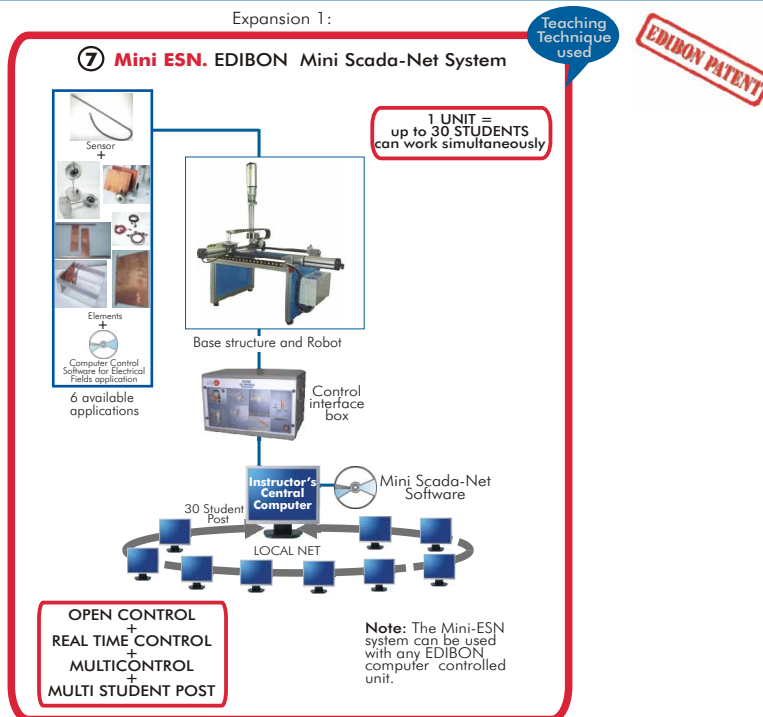 Expansion 1:
Teaching
Technique
used
EDIBON PATENT
7 Mini ESN. EDIBON Mini Scada-Net System
1 UNIT =
up to 30 STUDENTS
can work simultaneously
Sensor
+
Elements
+
Computer Control
Software for Electrical
Fields application
6 available
applications
Base structure and Robot
Control
interface
box
Instructor's
Central
Computer
Mini Scada-Net
Software
30 Student
Post
LOCAL NET
OPEN CONTROL
+
REAL TIME CONTROL
+
MULTICONTROL
+
MULTI STUDENT POST
Note: The Mini-ESN
system can be used
with any EDIBON
computer controlled
unit.